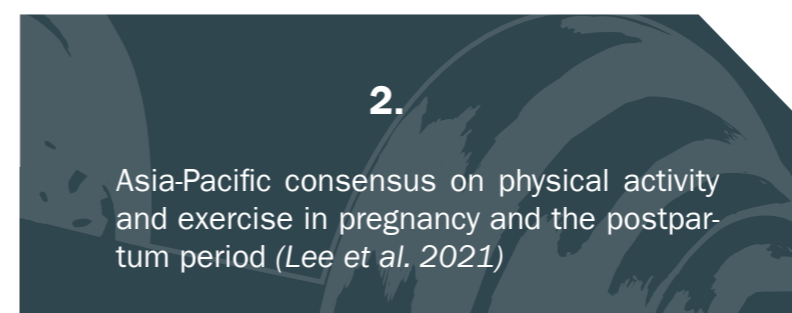 2.
Asia-Pacific consensus on physical activity
and exercise in pregnancy and the postpar-
tum period (Lee et al. 2021)